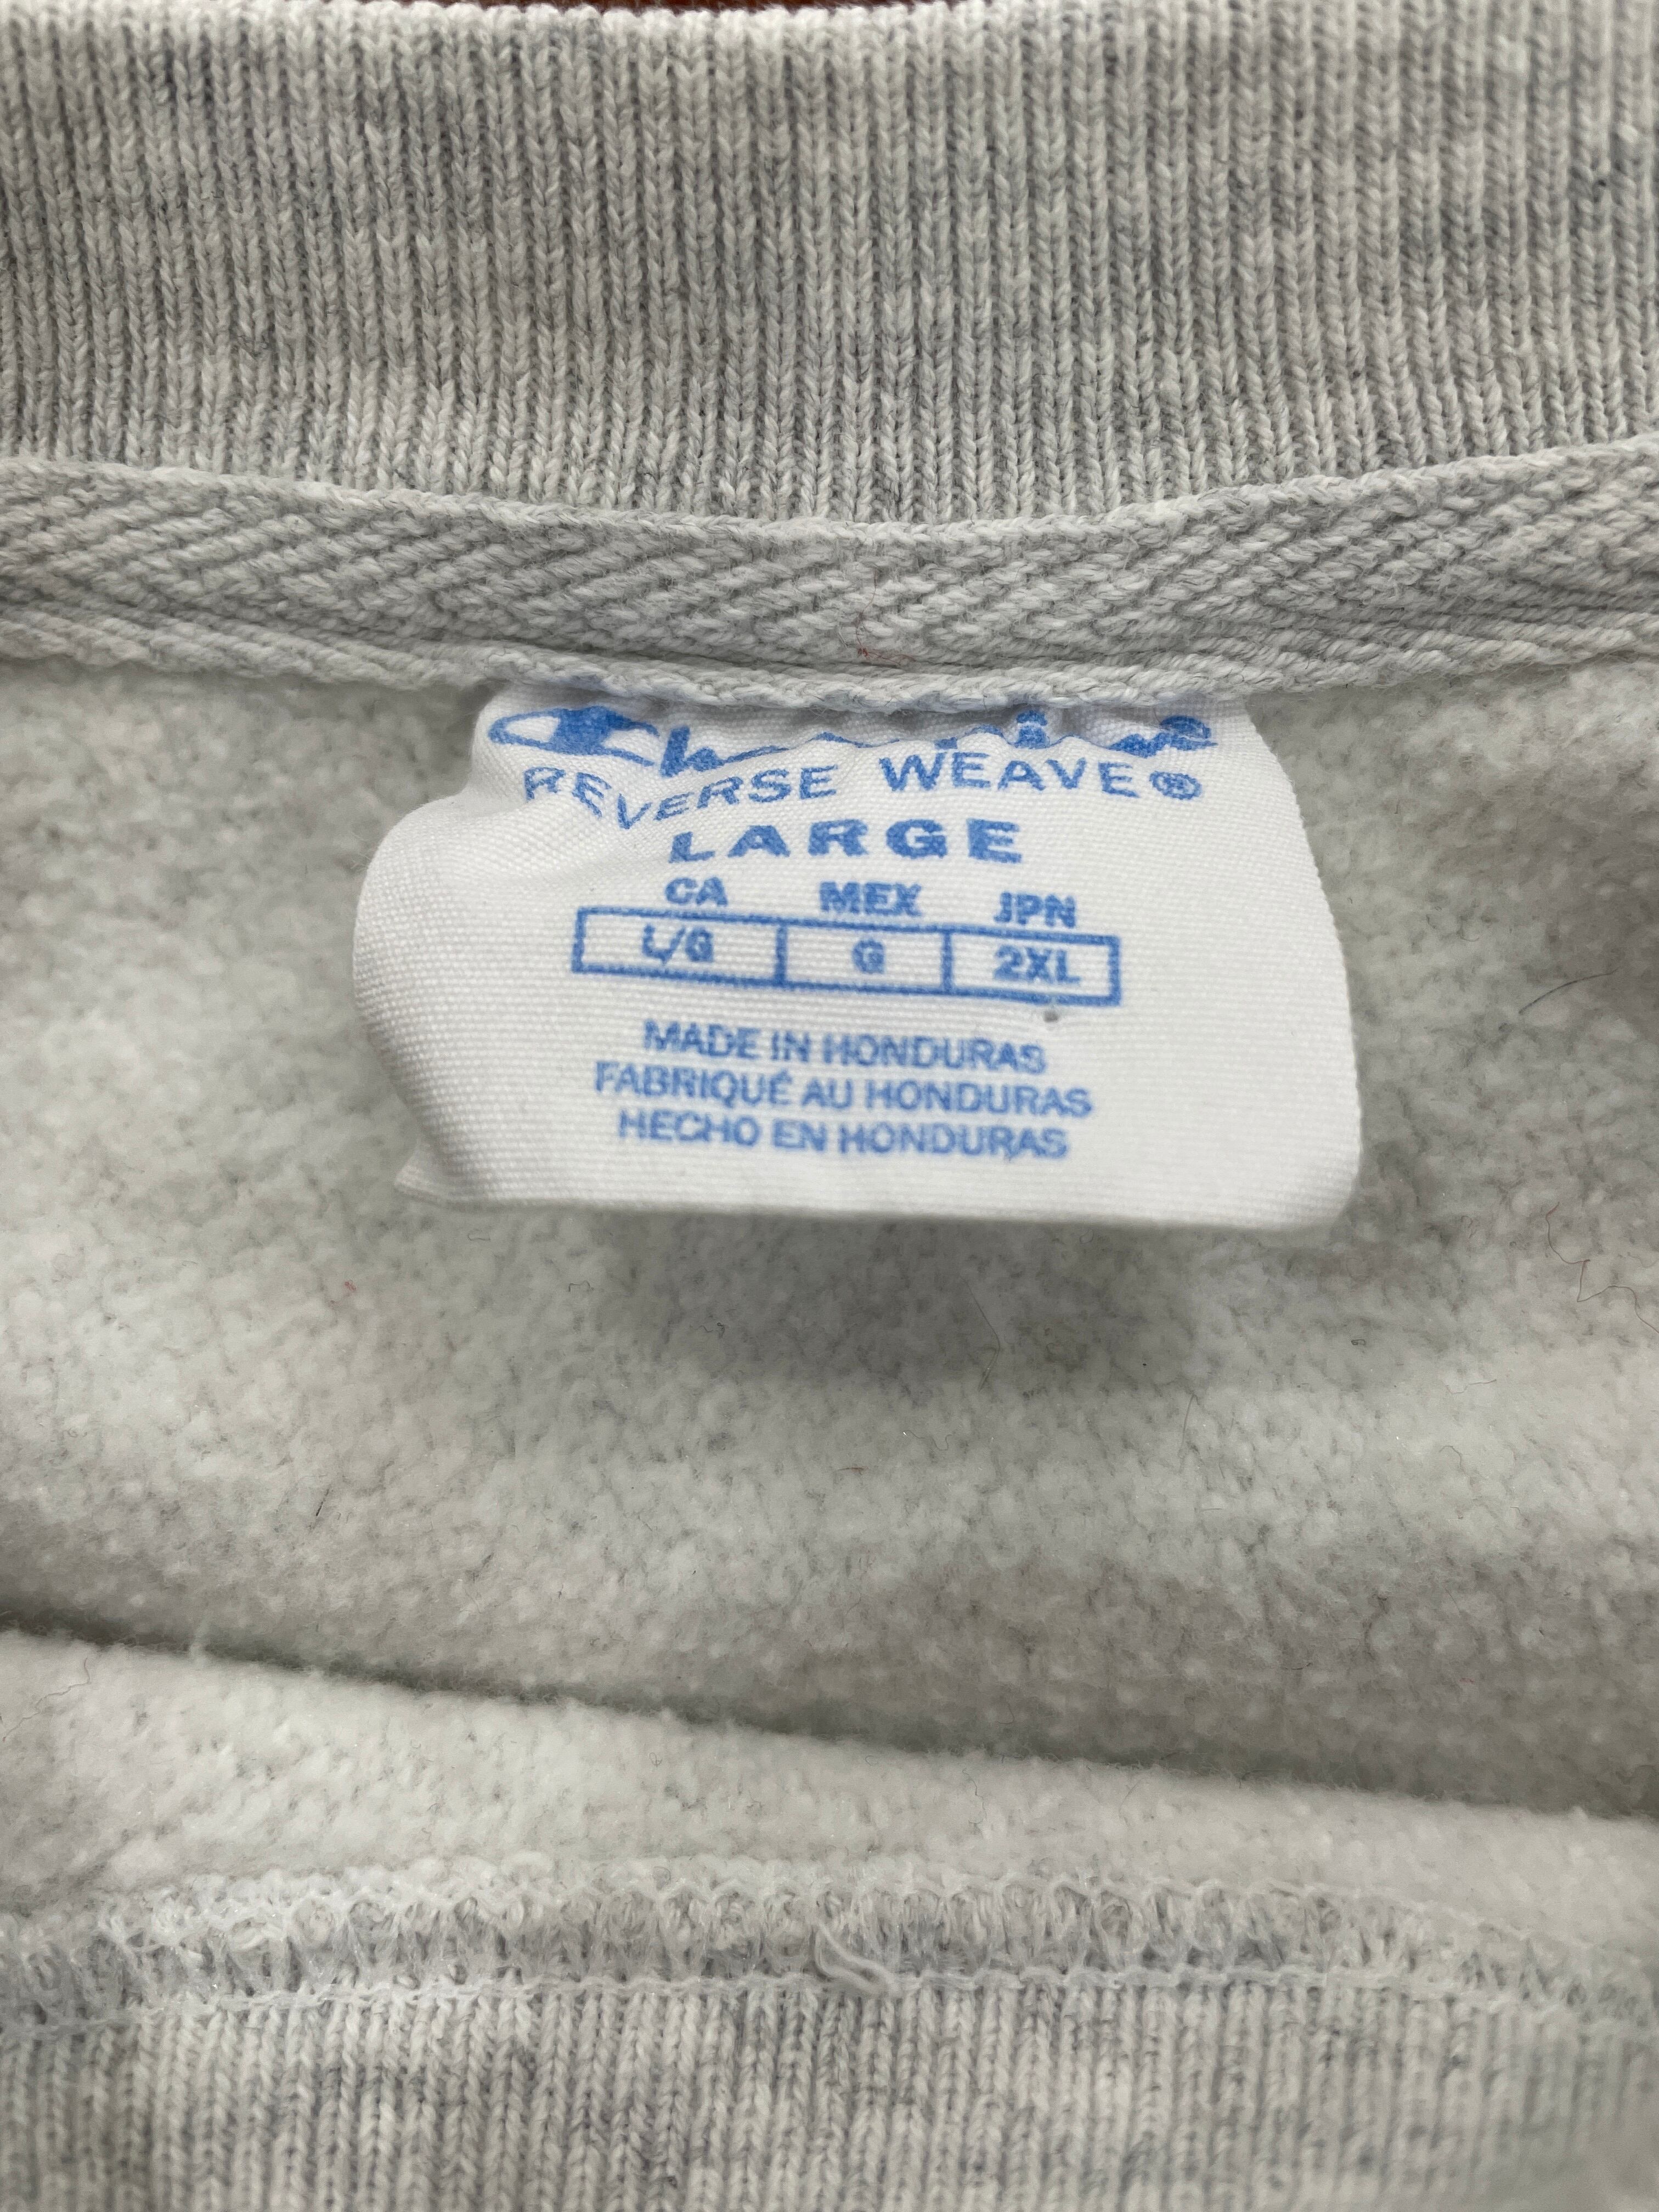 Champion
REVERSE WEAVE®
LARGE
CA MEX JPN
L/G G 2XL
MADE IN HONDURAS
FABRIQUÉ AU HONDURAS
HECHO EN HONDURAS